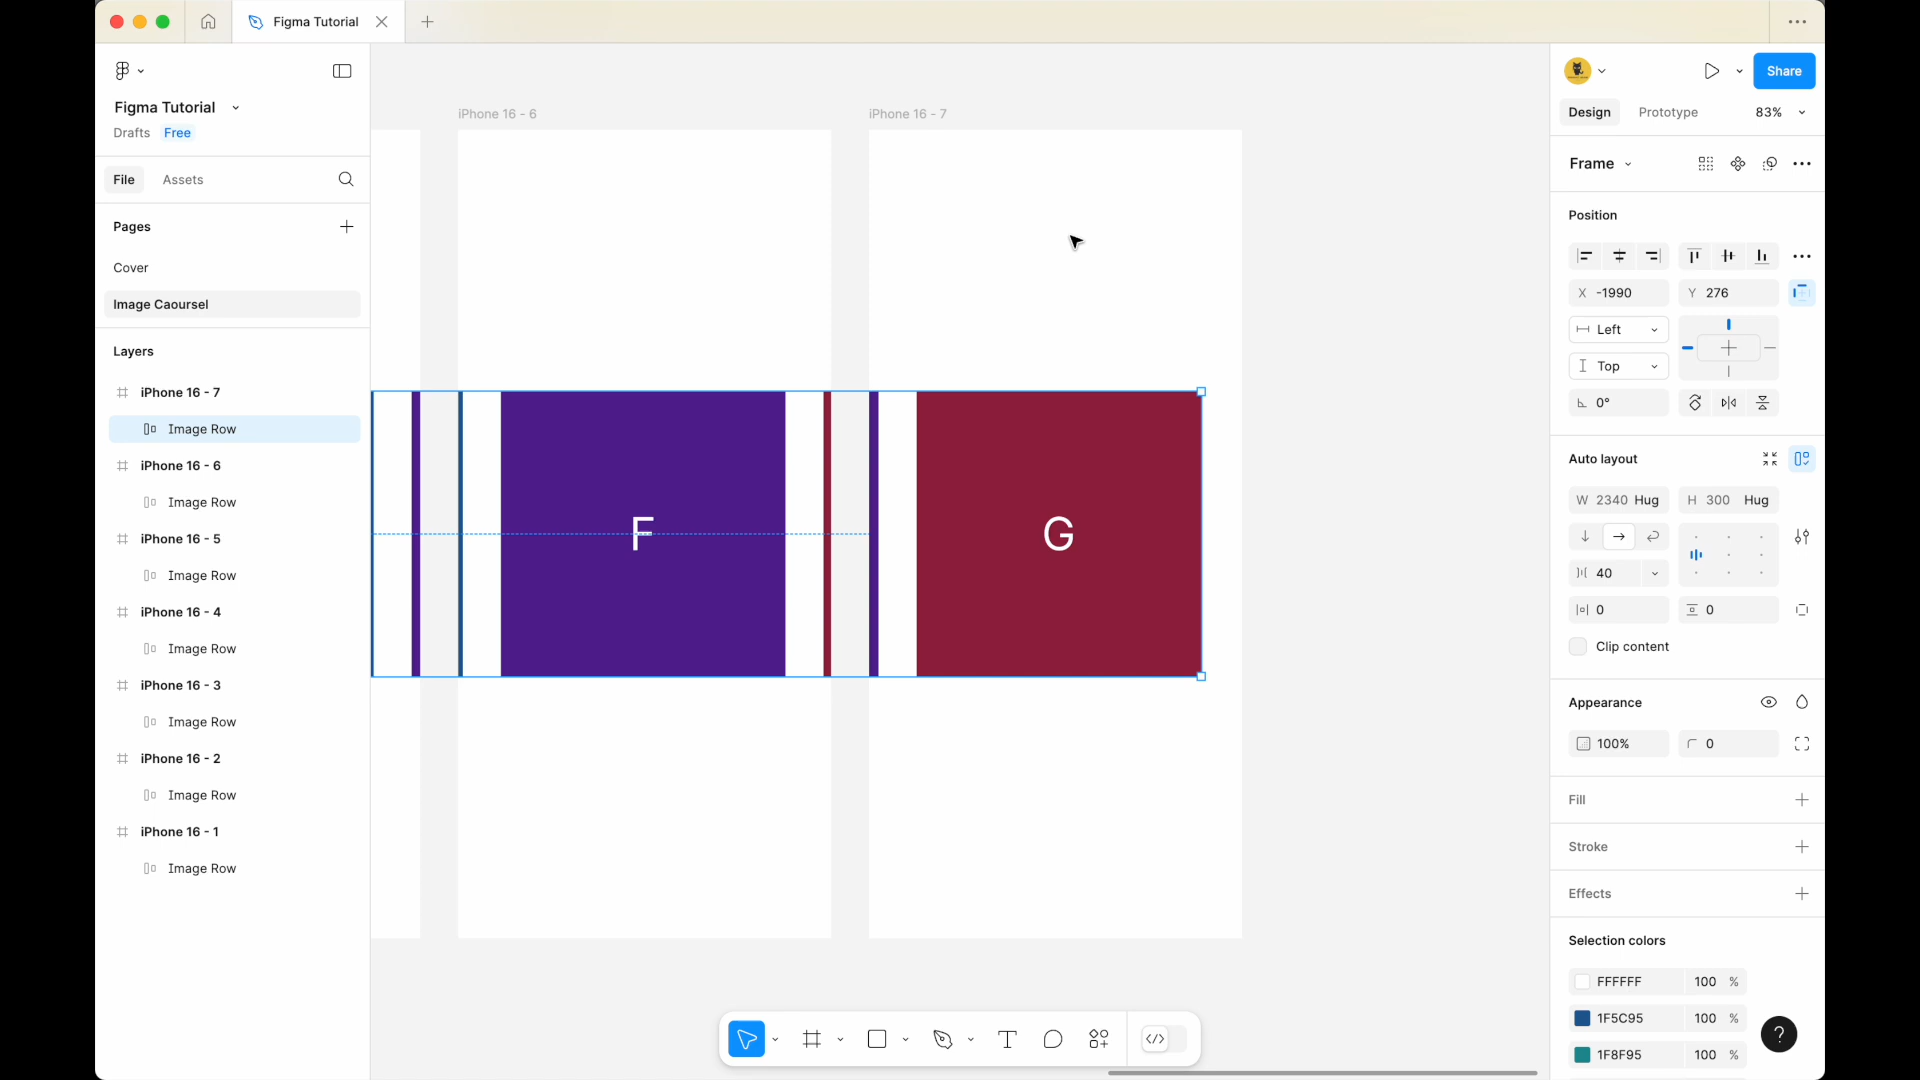 Figma Tutorial
Figma Tutorial
Drafts Free
File Assets
Pages
Cover
Image Caoursel
Layers
iPhone 16 - 7
Image Row
iPhone 16 - 6
Image Row
iPhone 16 - 5
Image Row
iPhone 16 - 4
Image Row
iPhone 16 - 3
Image Row
iPhone 16 - 2
Image Row
iPhone 16 - 1
Image Row
iPhone 16 - 6
iPhone 16 - 7
F
G
Share
Design Prototype 83%
Frame
Position
X -1990 Y 276
Left
Top
0°
Auto layout
W 2340 Hug H 300 Hug
40
0 0
Clip content
Appearance
100% 0
Fill
Stroke
Effects
Selection colors
FFFFFF 100 %
1F5C95 100 %
1F8F95 100 %
?